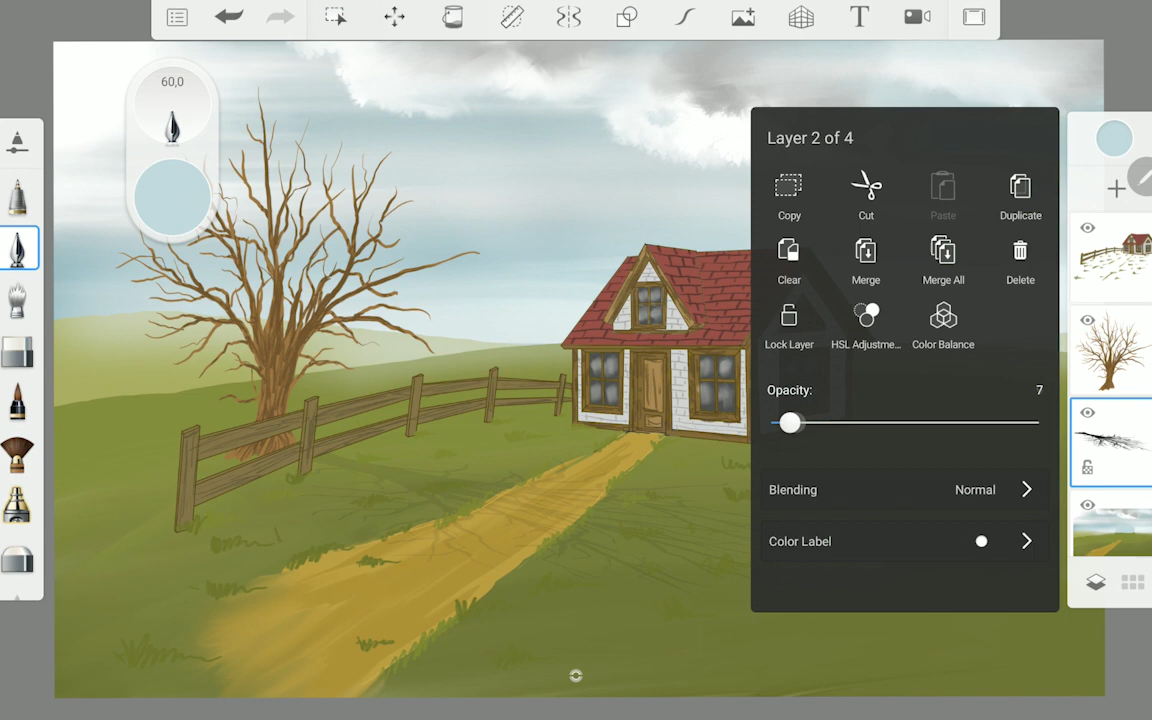 60,0
Layer 2 of 4
Copy
Cut
Paste
Duplicate
Clear
Merge
Merge All
Delete
Lock Layer
HSL Adjustme...
Color Balance
Opacity: 7
Blending Normal
Color Label
T